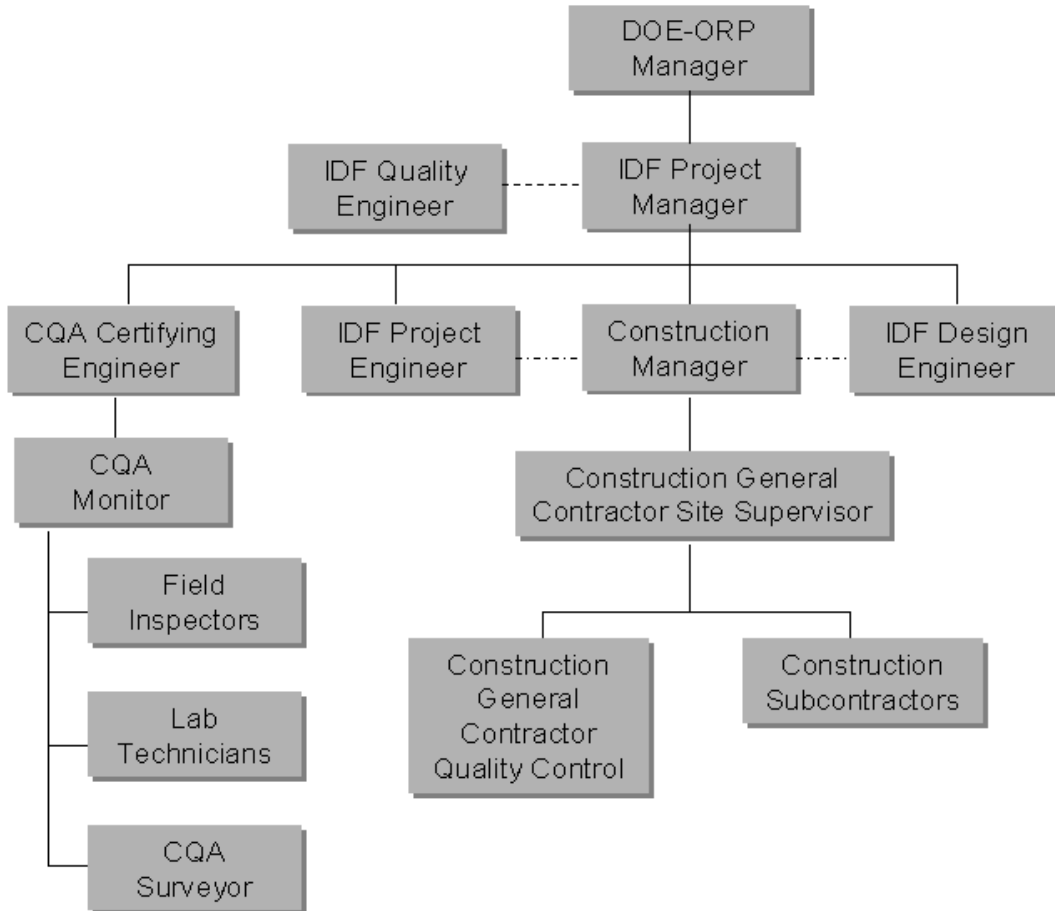 DOE-ORP
Manager
IDF Quality
Engineer
IDF Project
Manager
CQA Certifying
Engineer
IDF Project
Engineer
Construction
Manager
IDF Design
Engineer
CQA
Monitor
Construction General
Contractor Site Supervisor
Field
Inspectors
Lab
Technicians
CQA
Surveyor
Construction
General
Contractor
Quality Control
Construction
Subcontractors